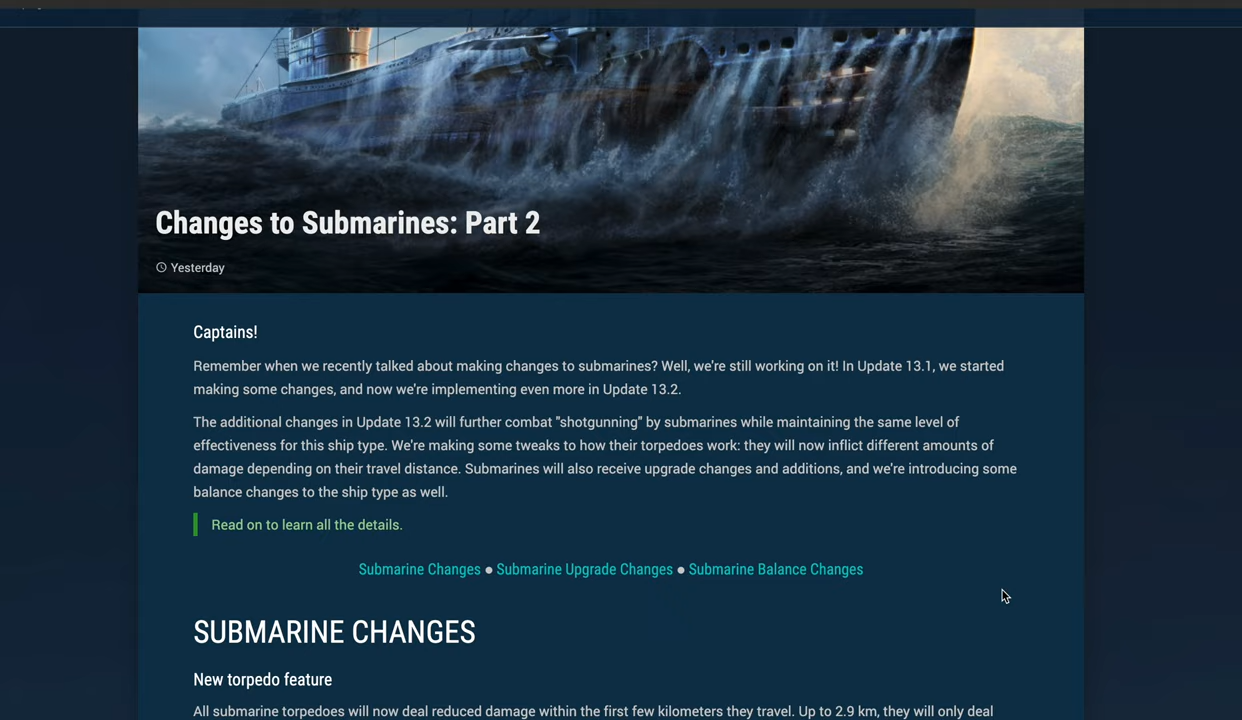 Changes to Submarines: Part 2
Yesterday
Captains!
Remember when we recently talked about making changes to submarines? Well, we're still working on it! In Update 13.1, we started
making some changes, and now we're implementing even more in Update 13.2.
The additional changes in Update 13.2 will further combat "shotgunning" by submarines while maintaining the same level of
effectiveness for this ship type. We're making some tweaks to how their torpedoes work: they will now inflict different amounts of
damage depending on their travel distance. Submarines will also receive upgrade changes and additions, and we're introducing some
balance changes to the ship type as well.
Read on to learn all the details.
Submarine Changes ● Submarine Upgrade Changes ● Submarine Balance Changes
SUBMARINE CHANGES
New torpedo feature
All submarine torpedoes will now deal reduced damage within the first few kilometers they travel. Up to 2.9 km, they will only deal